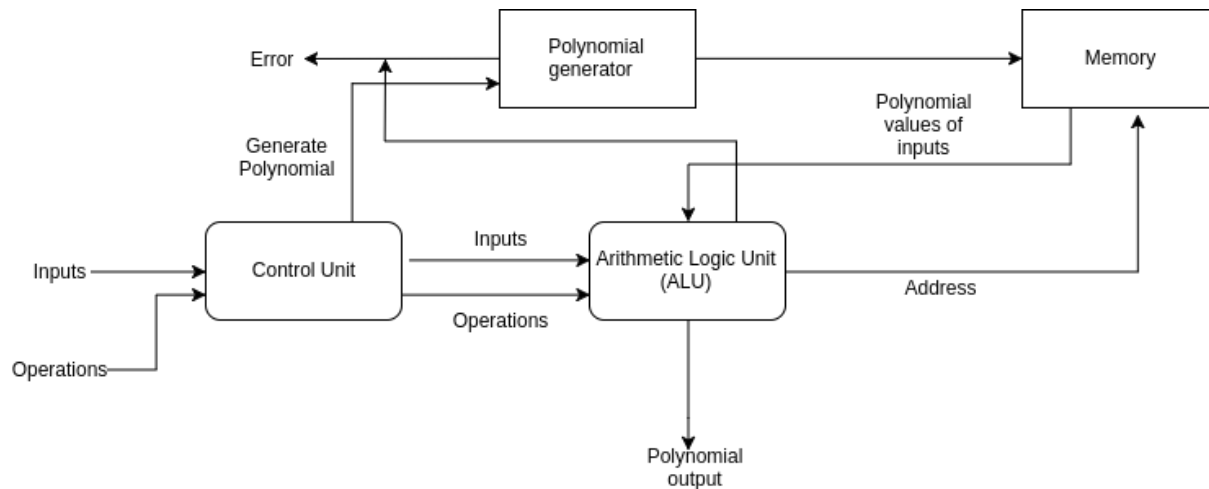 Error
Polynomial
generator
Memory
Generate
Polynomial
Polynomial
values of
inputs
Inputs
Operations
Control Unit
Inputs
Operations
Arithmetic Logic Unit
(ALU)
Address
Polynomial
output